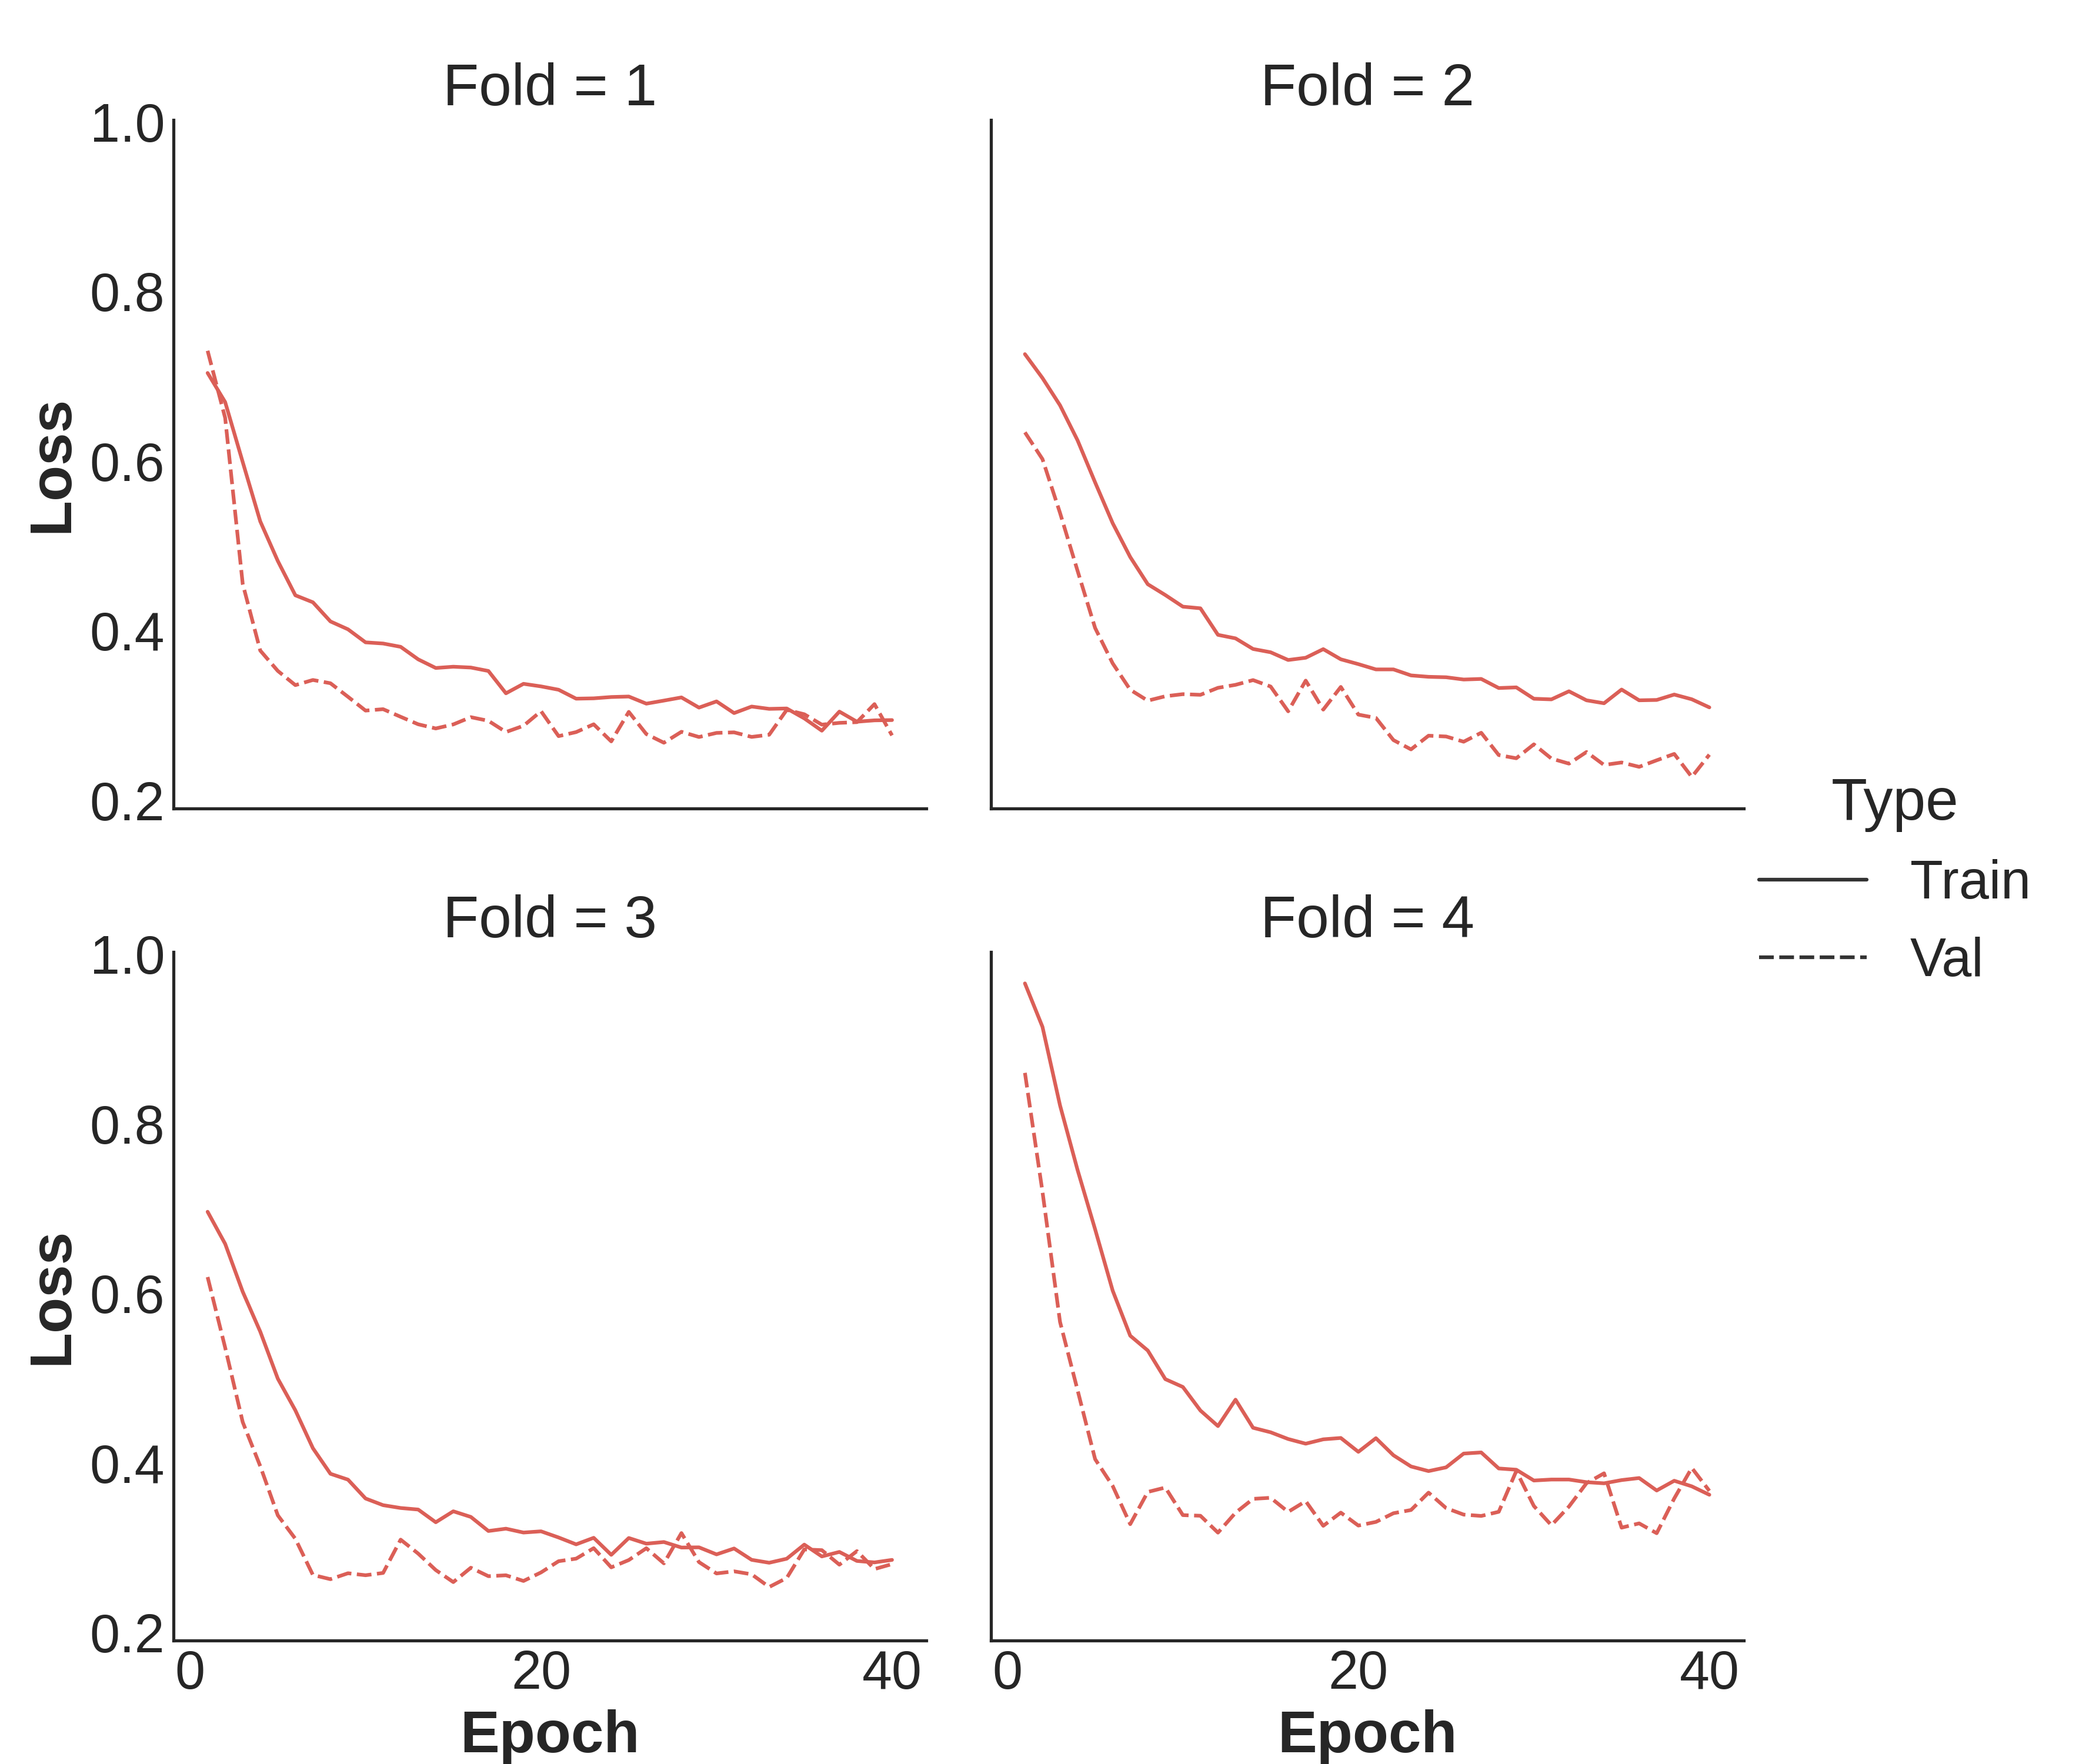 Fold = 1
Fold = 2
1.0
0.8
0.6
0.4
0.2
Loss
Type
Train
Val
Fold = 3
Fold = 4
1.0
0.8
0.6
0.4
0.2
Loss
0 20 40
0 20 40
Epoch
Epoch